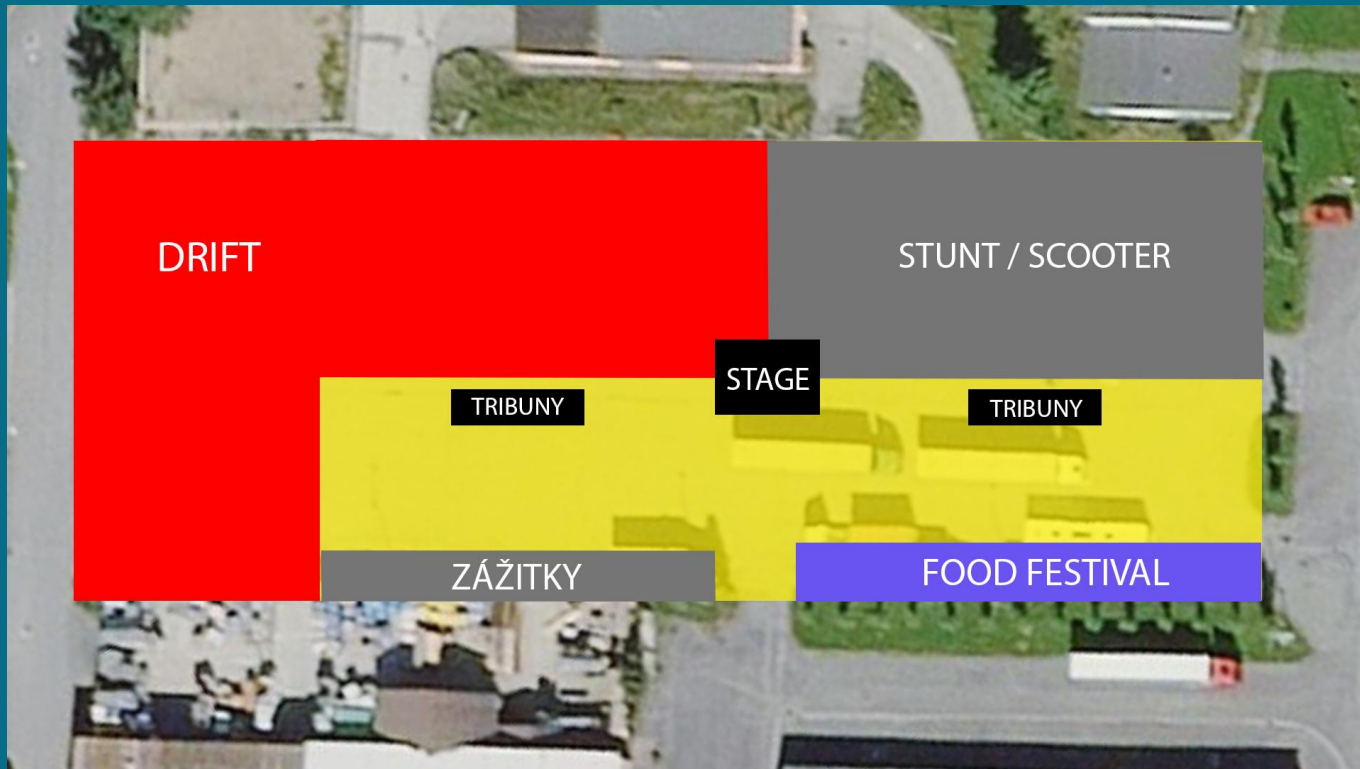 DRIFT
STUNT / SCOOTER
STAGE
TRIBUNY
TRIBUNY
ZÁŽITKY
FOOD FESTIVAL